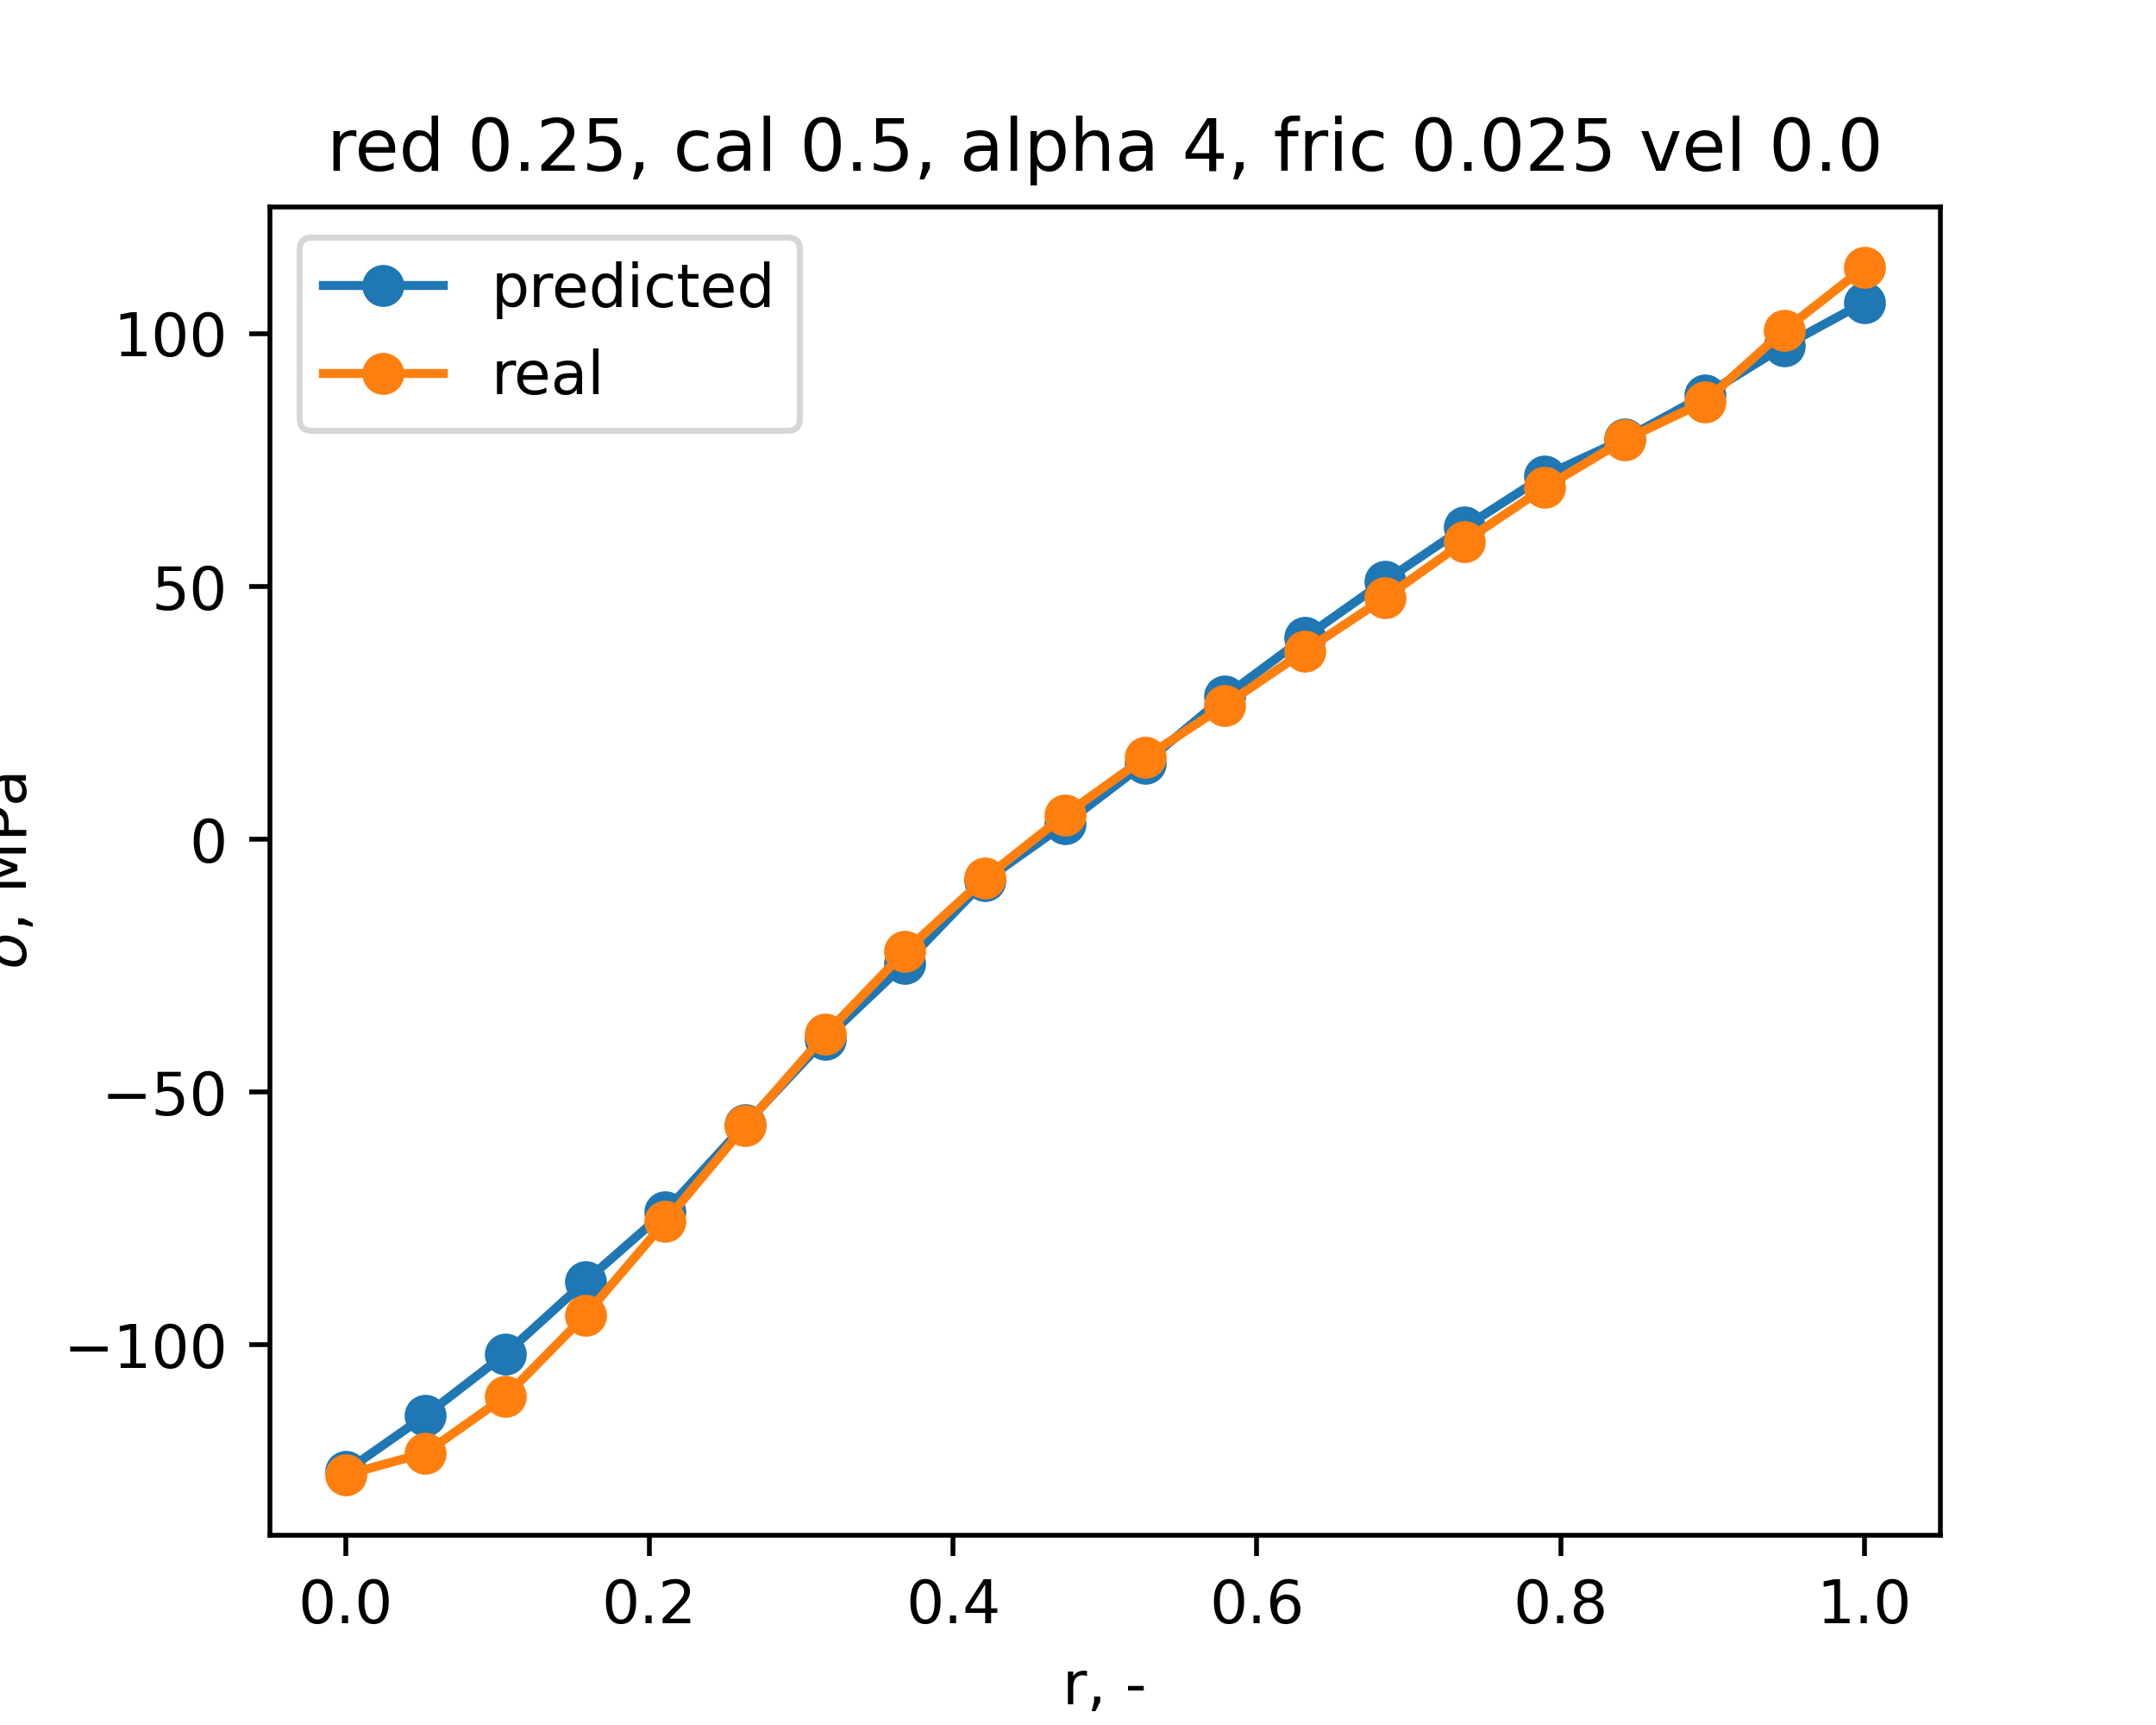 red 0.25, cal 0.5, alpha 4, fric 0.025 vel 0.0
predicted
real
100
50
0
−50
−100
σ, MPa
0.0 0.2 0.4 0.6 0.8 1.0
r, -